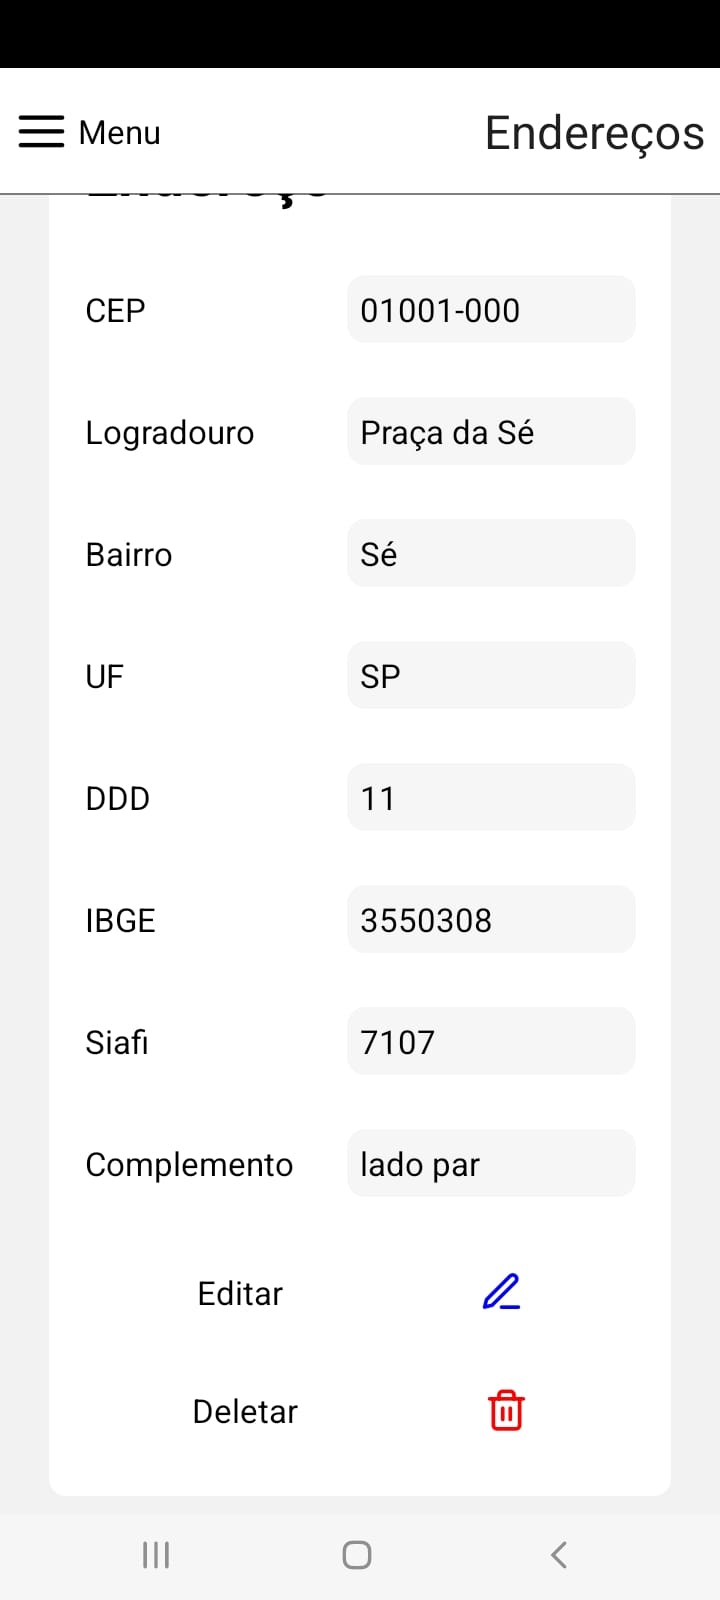 Menu
Endereços
CEP 01001-000
Logradouro Praça da Sé
Bairro Sé
UF SP
DDD 11
IBGE 3550308
Siafi 7107
Complemento lado par
Editar
Deletar